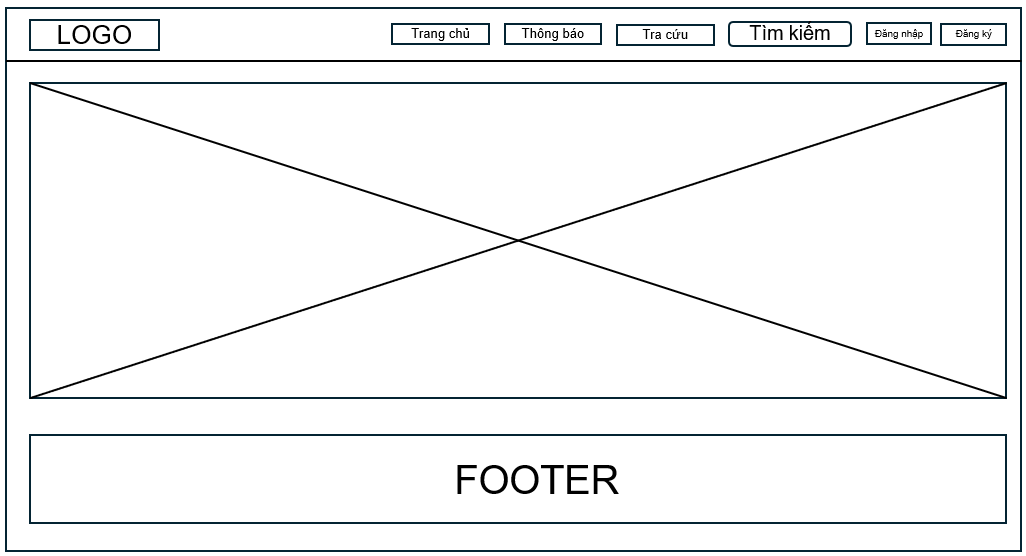 LOGO
Trang chủ
Thông báo
Tra cứu
Tìm kiếm
Đăng nhập
Đăng ký
FOOTER